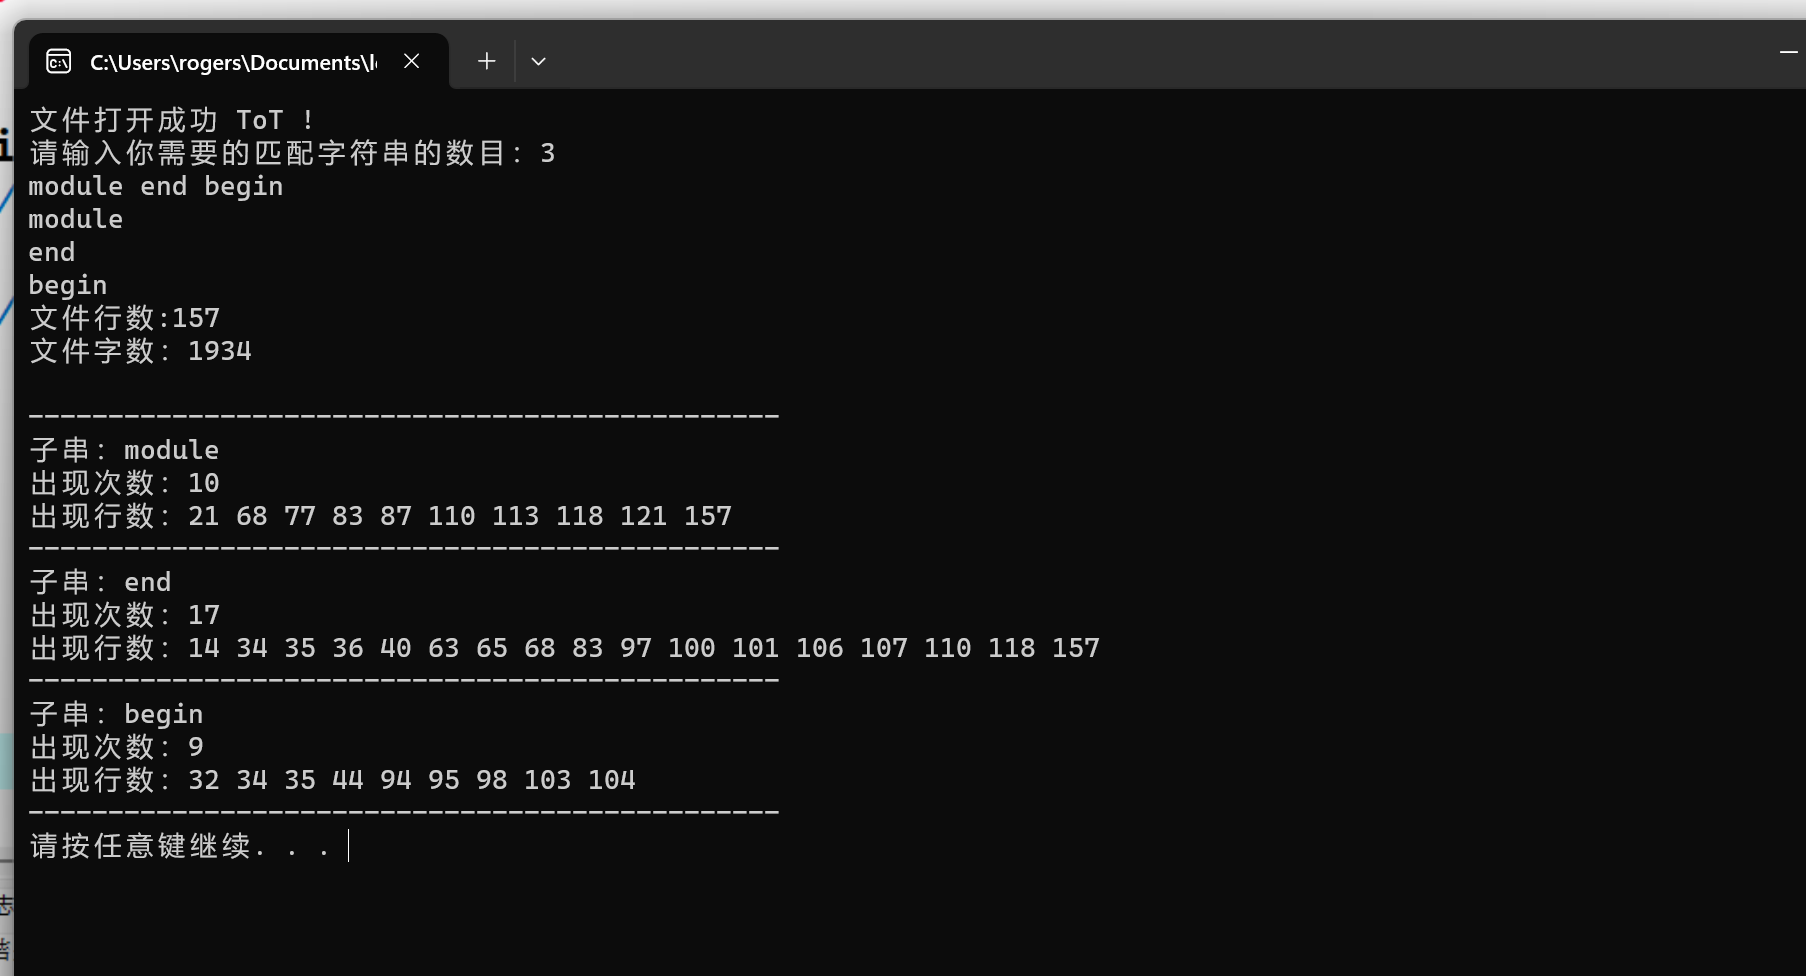 C:\Users\rogers\Documents\l
文件打开成功 ToT !
请输入你需要的匹配字符串的数目: 3
module end begin
module
end
begin
文件行数:157
文件字数: 1934
-----------------------------------------------
子串: module
出现次数: 10
出现行数: 21 68 77 83 87 110 113 118 121 157
-----------------------------------------------
子串: end
出现次数: 17
出现行数: 14 34 35 36 40 63 65 68 83 97 100 101 106 107 110 118 157
-----------------------------------------------
子串: begin
出现次数: 9
出现行数: 32 34 35 44 94 95 98 103 104
-----------------------------------------------
请按任意键继续. . .